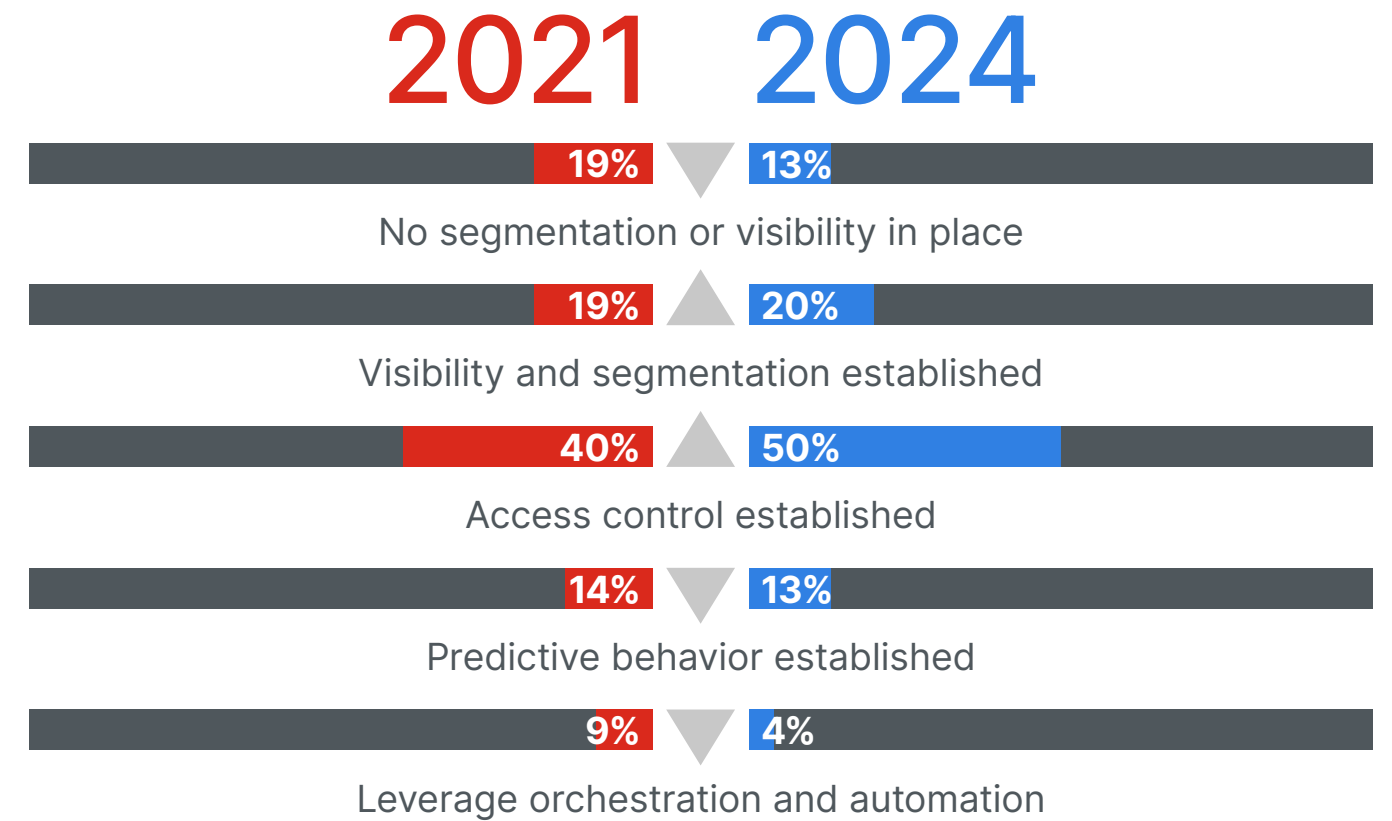 2021 2024
19% 13%
No segmentation or visibility in place
19% 20%
Visibility and segmentation established
40% 50%
Access control established
14% 13%
Predictive behavior established
9% 4%
Leverage orchestration and automation